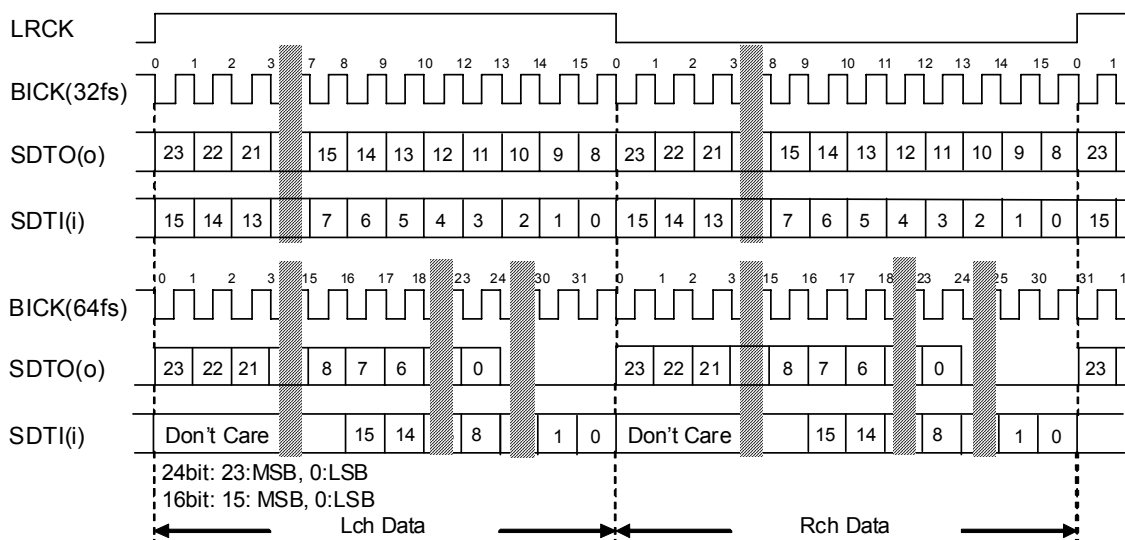 LRCK
0 1 2 3 7 8 9 10 12 13 14 15 0 1 2 3 8 9 10 11 12 13 14 15 0 1
BICK(32fs)
SDTO(o) 23 22 21 15 14 13 12 11 10 9 8 23 22 21 15 14 13 12 11 10 9 8 23
SDTI(i) 15 14 13 7 6 5 4 3 2 1 0 15 14 13 7 6 5 4 3 2 1 0 15
0 1 2 3 15 16 17 18 23 24 30 31 0 1 2 3 15 16 17 18 23 24 25 30 31 1
BICK(64fs)
SDTO(o) 23 22 21 8 7 6 0 23 22 21 8 7 6 0 23
SDTI(i) Don't Care 15 14 8 1 0 Don't Care 15 14 8 1 0
24bit: 23:MSB, 0:LSB
16bit: 15: MSB, 0:LSB
Lch Data Rch Data